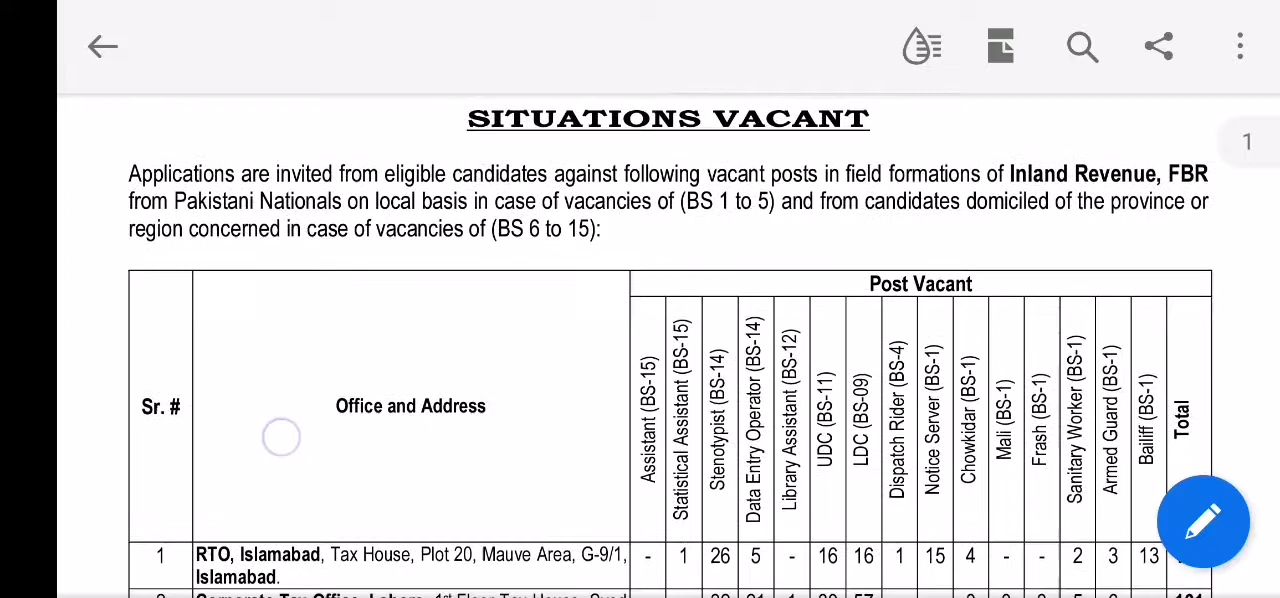 1
SITUATIONS VACANT
Applications are invited from eligible candidates against following vacant posts in field formations of Inland Revenue, FBR
from Pakistani Nationals on local basis in case of vacancies of (BS 1 to 5) and from candidates domiciled of the province or
region concerned in case of vacancies of (BS 6 to 15):
Sr. #
Office and Address
Post Vacant
Assistant (BS-15)
Statistical Assistant (BS-15)
Stenotypist (BS-14)
Data Entry Operator (BS-14)
Library Assistant (BS-12)
UDC (BS-11)
LDC (BS-09)
Dispatch Rider (BS-4)
Notice Server (BS-1)
Chowkidar (BS-1)
Mali (BS-1)
Frash (BS-1)
Sanitary Worker (BS-1)
Armed Guard (BS-1)
Bailiff (BS-1)
Total
1 RTO, Islamabad, Tax House, Plot 20, Mauve Area, G-9/1, - 1 26 5 - 16 16 1 15 4 - - 2 3 13
Islamabad.